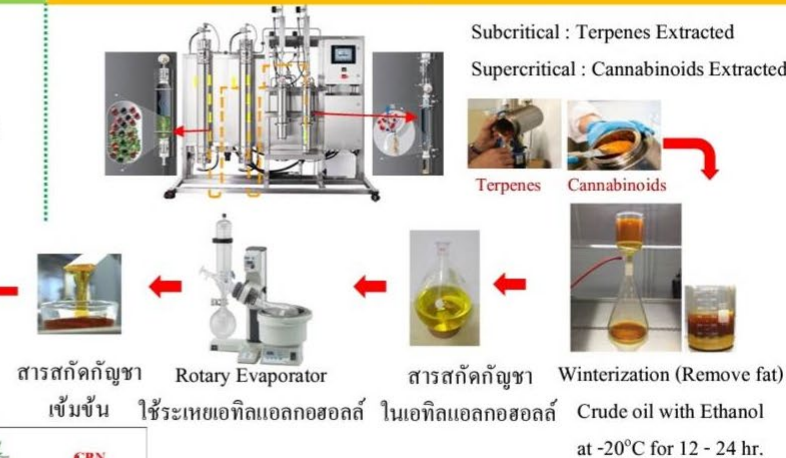 Subcritical : Terpenes Extracted
Supercritical : Cannabinoids Extracted
Terpenes
Cannabinoids
สารสกัดกัญชา
เข้มข้น
Rotary Evaporator
ใช้ระเหยเอทิลแอลกอฮอลล์
สารสกัดกัญชา
ในเอทิลแอลกอฮอลล์
Winterization (Remove fat)
Crude oil with Ethanol
at -20°C for 12 - 24 hr.
CBN